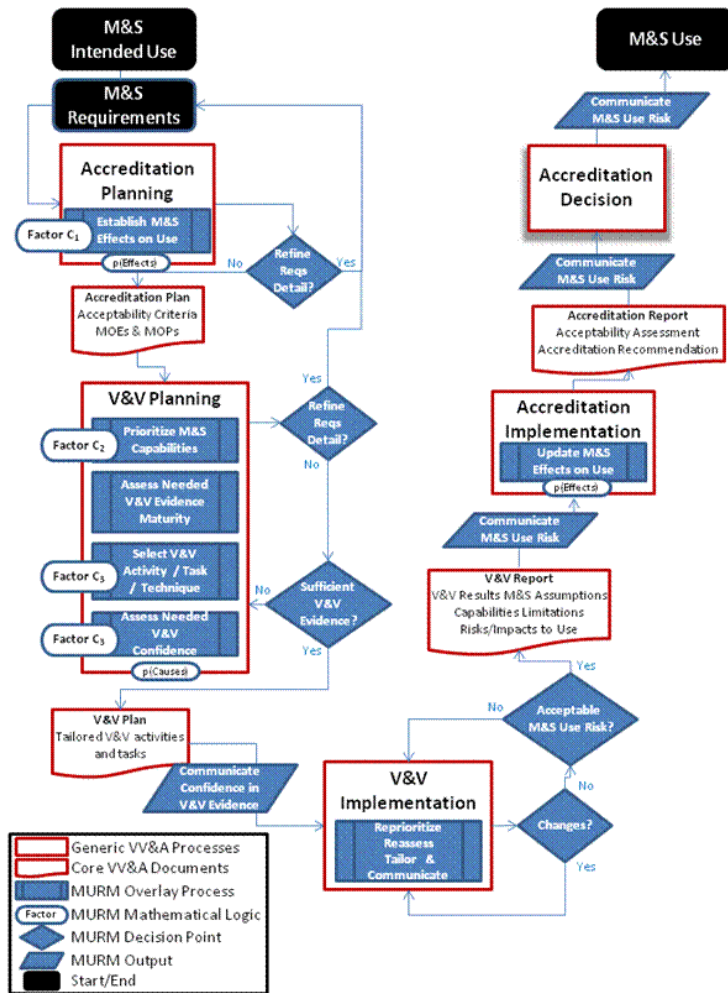 M&S
Intended Use
M&S
Requirements
Accreditation
Planning
Establish M&S
Effects on Use
Factor C1
p(Effects)
Refine
Reqs
Detail?
No
Yes
Accreditation Plan
Acceptability Criteria
MOEs & MOPs
V&V Planning
Prioritize M&S
Capabilities
Factor C2
Assess Needed
V&V Evidence
Maturity
Select V&V
Activity / Task
/ Technique
Factor C3
Assess Needed
V&V
Confidence
Factor C3
p(Causes)
Yes
Refine
Reqs
Detail?
No
Sufficient
V&V
Evidence?
No
Yes
V&V Plan
Tailored V&V activities
and tasks
Communicate
Confidence in
V&V Evidence
V&V
Implementation
Reprioritize
Reassess
Tailor & 
Communicate
Changes?
No
Yes
Acceptable
M&S Use Risk?
No
Yes
V&V Report
V&V Results M&S Assumptions
Capabilities Limitations
Risks/Impacts to Use
Communicate
M&S Use Risk
Accreditation
Implementation
Update M&S
Effects on Use
p(Effects)
Accreditation Report
Acceptability Assessment
Accreditation Recommendation
Communicate
M&S Use Risk
Accreditation
Decision
Communicate
M&S Use Risk
M&S Use
Generic VV&A Processes
Core VV&A Documents
MURM Overlay Process
Factor
MURM Mathematical Logic
MURM Decision Point
MURM Output
Start/End